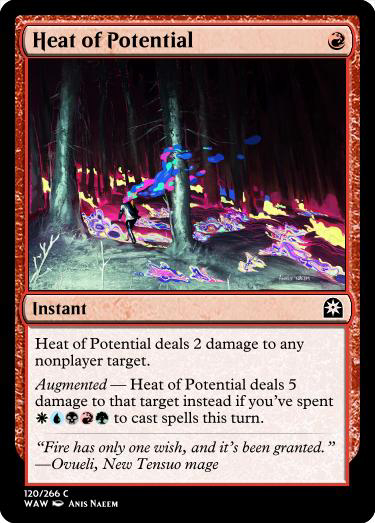 Heat of Potential
Instant
Heat of Potential deals 2 damage to any
nonplayer target.
Augmented — Heat of Potential deals 5
damage to that target instead if you've spent
to cast spells this turn.
"Fire has only one wish, and it's been granted."
—Ovueli, New Tensuo mage
120/266 C
WAW Anis Naeem